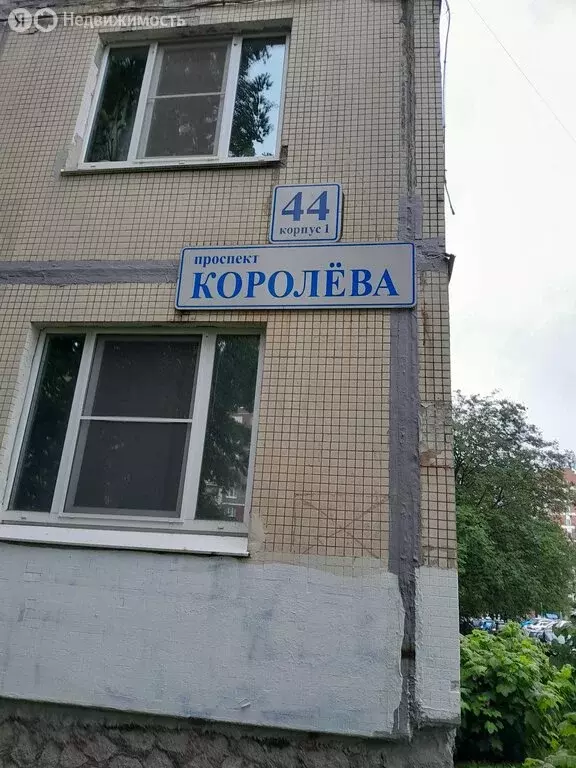 Я Недвижимость
44
корпус 1
проспект
КОРОЛЁВА